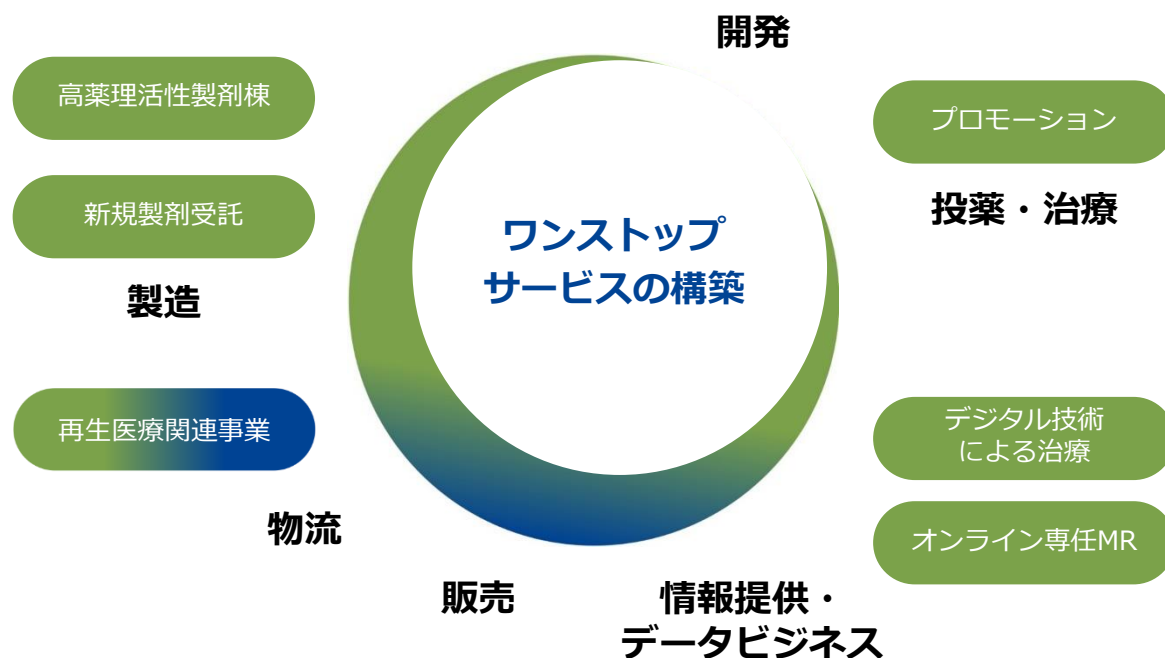 開発
高薬理活性製剤棟
プロモーション
新規製剤受託
投薬・治療
ワンストップ
サービスの構築
製造
再生医療関連事業
デジタル技術
による治療
物流
オンライン専任MR
販売
情報提供・
データビジネス